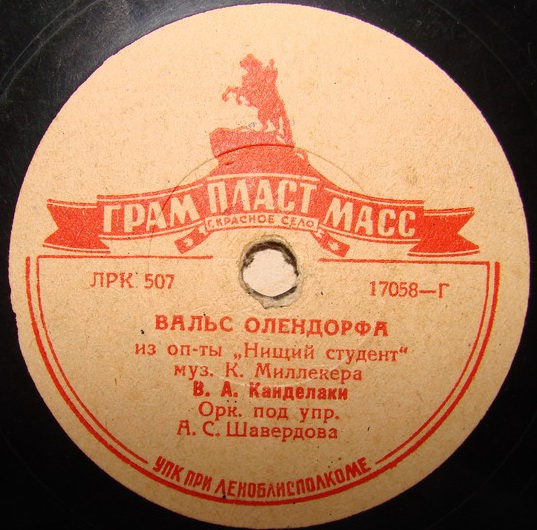 ГРАМ ПЛАСТ МАСС
Г. КРАСНОЕ СЕЛО
ЛРК 507
17058—Г
ВАЛЬС ОЛЕНДОРФА
из оп-ты „Нищий студент“
муз. К. Миллекера
В. А. Канделаки
Орк. под упр.
А. С. Шавердова
УПК ПРИ ЛЕНОБЛИСПОЛКОМЕ